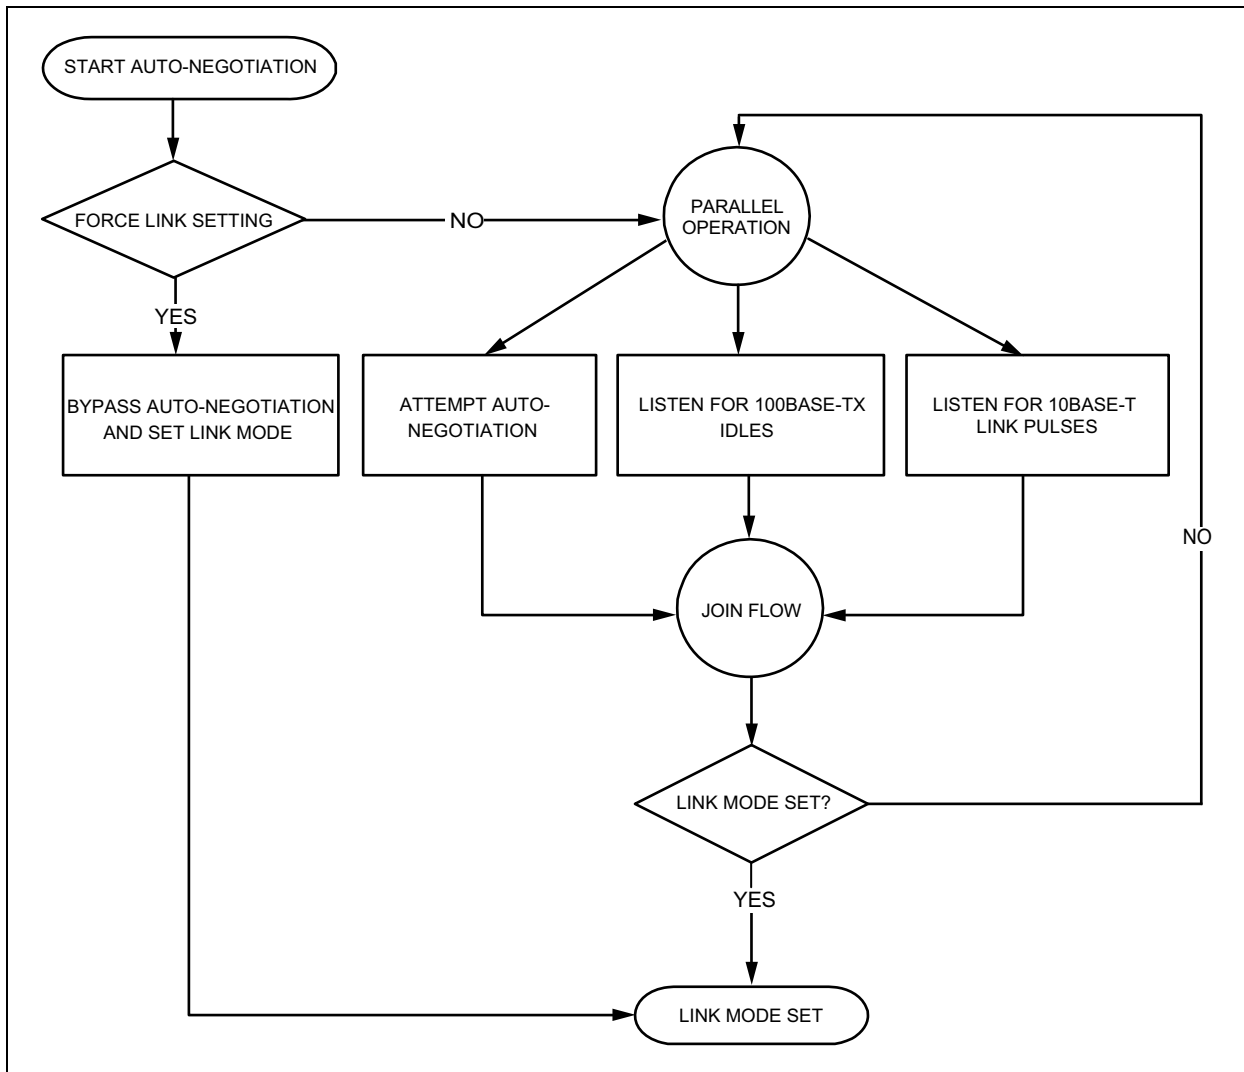 START AUTO-NEGOTIATION
FORCE LINK SETTING
NO
PARALLEL
OPERATION
YES
BYPASS AUTO-NEGOTIATION
AND SET LINK MODE
ATTEMPT AUTO-
NEGOTIATION
LISTEN FOR 100BASE-TX
IDLES
LISTEN FOR 10BASE-T
LINK PULSES
NO
JOIN FLOW
LINK MODE SET?
YES
LINK MODE SET